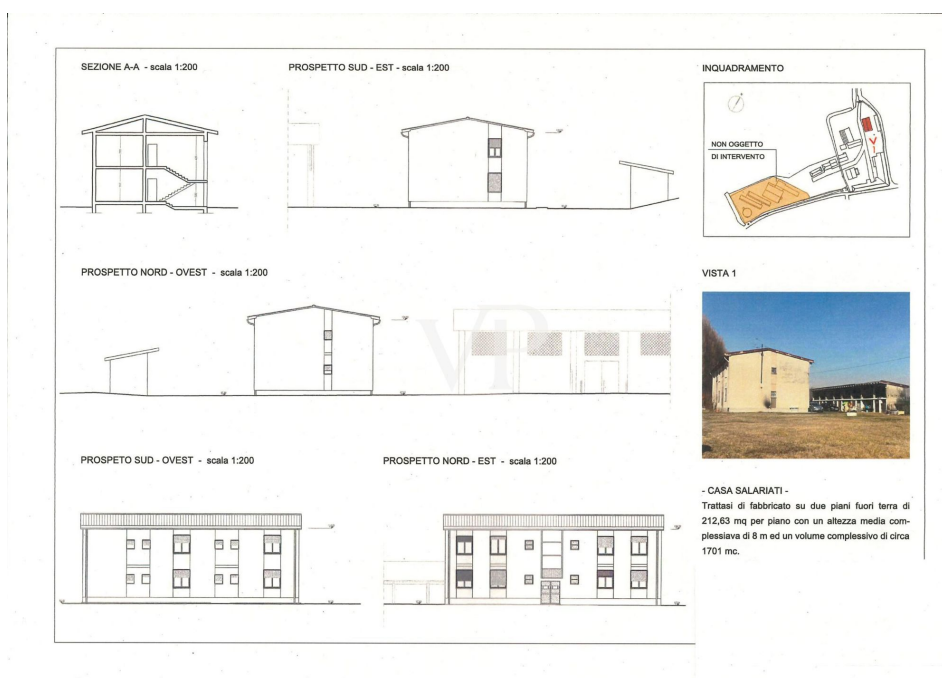 SEZIONE A-A - scala 1:200
PROSPETTO SUD - EST - scala 1:200
INQUADRAMENTO
NON OGGETTO
DI INTERVENTO
V1
PROSPETTO NORD - OVEST - scala 1:200
VISTA 1
VP
PROSPETO SUD - OVEST - scala 1:200
PROSPETTO NORD - EST - scala 1:200
- CASA SALARIATI -
Trattasi di fabbricato su due piani fuori terra di
212,63 mq per piano con un altezza media com-
plessiava di 8 m ed un volume complessivo di circa
1701 mc.